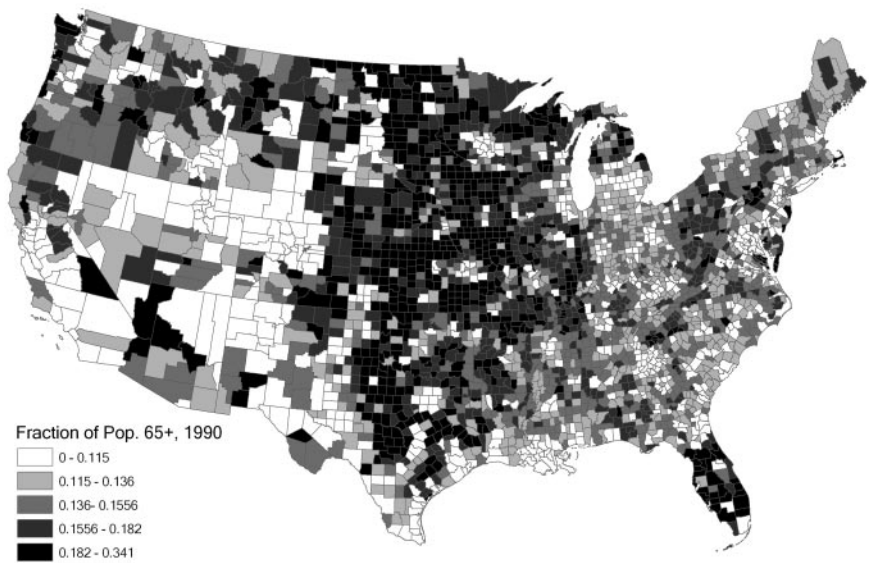 Fraction of Pop. 65+, 1990
0 - 0.115
0.115 - 0.136
0.136- 0.1556
0.1556 - 0.182
0.182 - 0.341